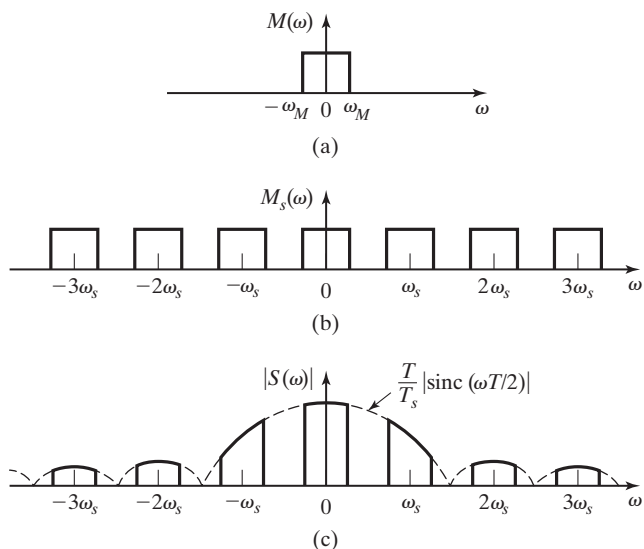 M(ω)
−ω_M 0 ω_M ω
(a)
M_s(ω)
−3ω_s −2ω_s −ω_s 0 ω_s 2ω_s 3ω_s ω
(b)
|S(ω)| T/T_s |sinc (ωT/2)|
−3ω_s −2ω_s −ω_s 0 ω_s 2ω_s 3ω_s ω
(c)